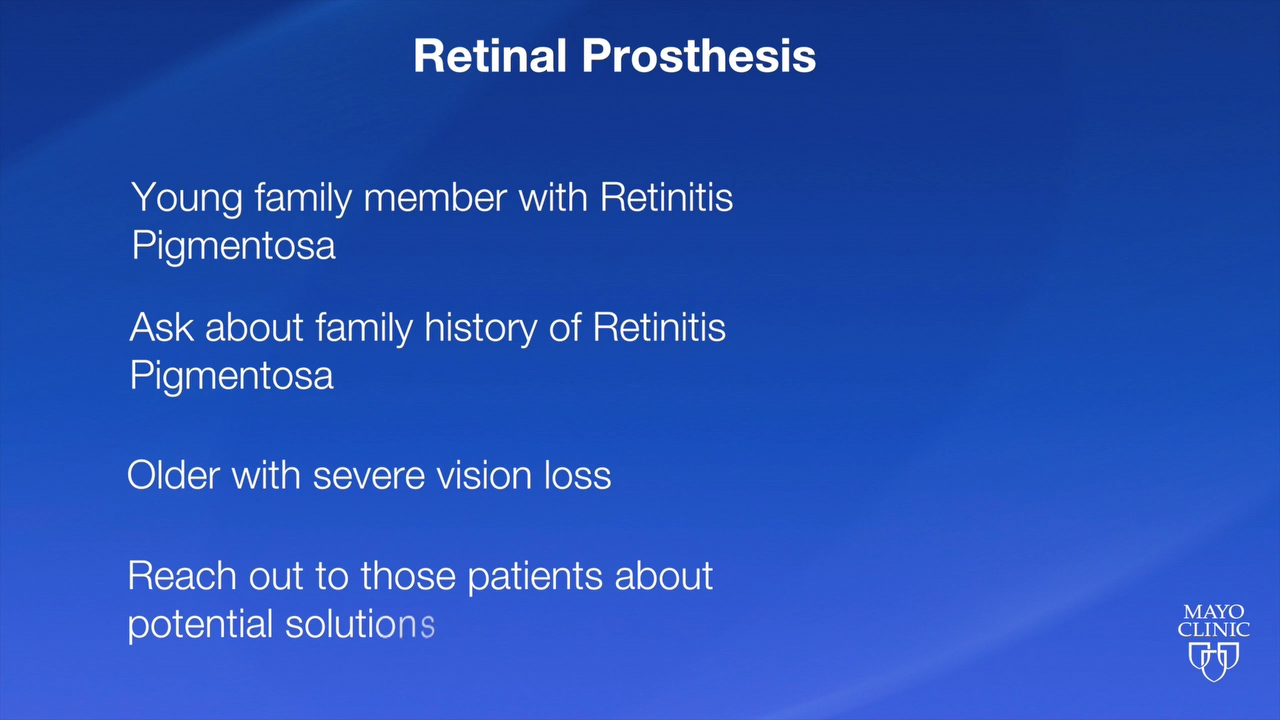 Retinal Prosthesis
Young family member with Retinitis
Pigmentosa
Ask about family history of Retinitis
Pigmentosa
Older with severe vision loss
Reach out to those patients about
potential solutions
MAYO
CLINIC